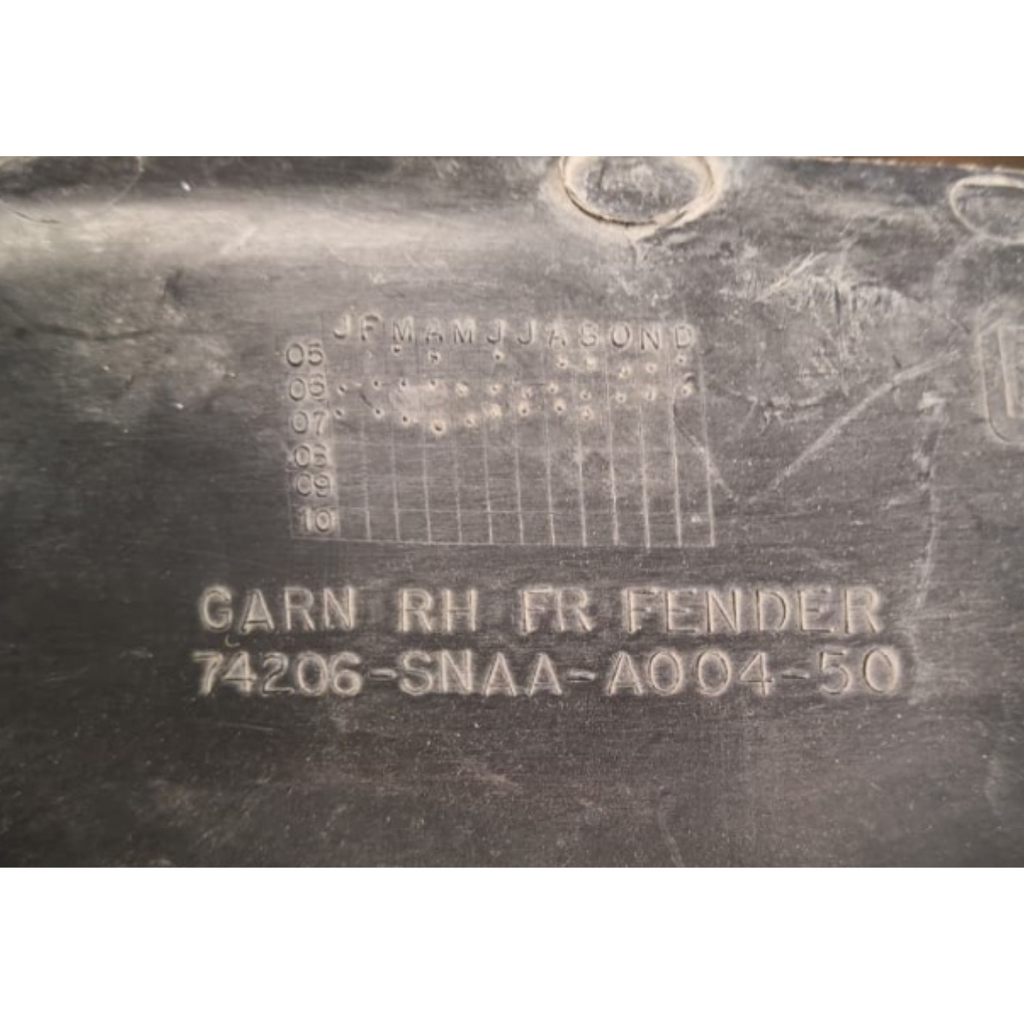 JFMAMJJASOND
05
06
07
08
09
10
GARN RH FR FENDER
74206-SNAA-A004-50